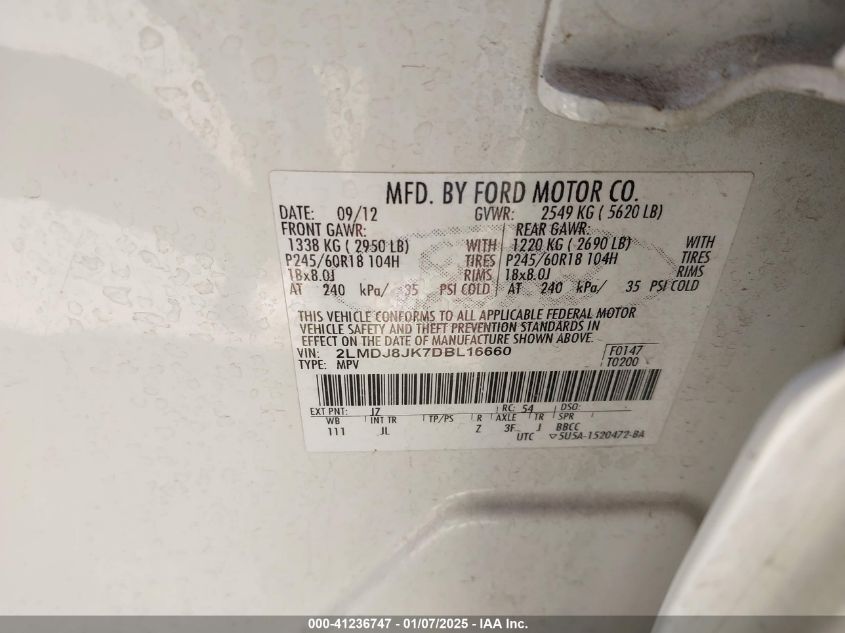 MFD. BY FORD MOTOR CO.
DATE: 09/12 GVWR: 2549 KG ( 5620 LB)
FRONT GAWR: REAR GAWR:
1338 KG ( 2950 LB) WITH 1220 KG ( 2690 LB) WITH
P245/60R18 104H TIRES P245/60R18 104H TIRES
18x8.0J RIMS 18x8.0J RIMS
AT 240 kPa/ 35 PSI COLD AT 240 kPa/ 35 PSI COLD
THIS VEHICLE CONFORMS TO ALL APPLICABLE FEDERAL MOTOR
VEHICLE SAFETY AND THEFT PREVENTION STANDARDS IN
EFFECT ON THE DATE OF MANUFACTURE SHOWN ABOVE.
VIN: 2LMDJ8JK7DBL16660 F0147
TYPE: MPV T0200
EXT PNT: J7 RC: 54 DSO:
WB INT TR TP/PS R AXLE TR SPR
111 JL Z 3F J BBCC
UTC ▽5U5A-1520472-BA
000-41236747 - 01/07/2025 - IAA Inc.